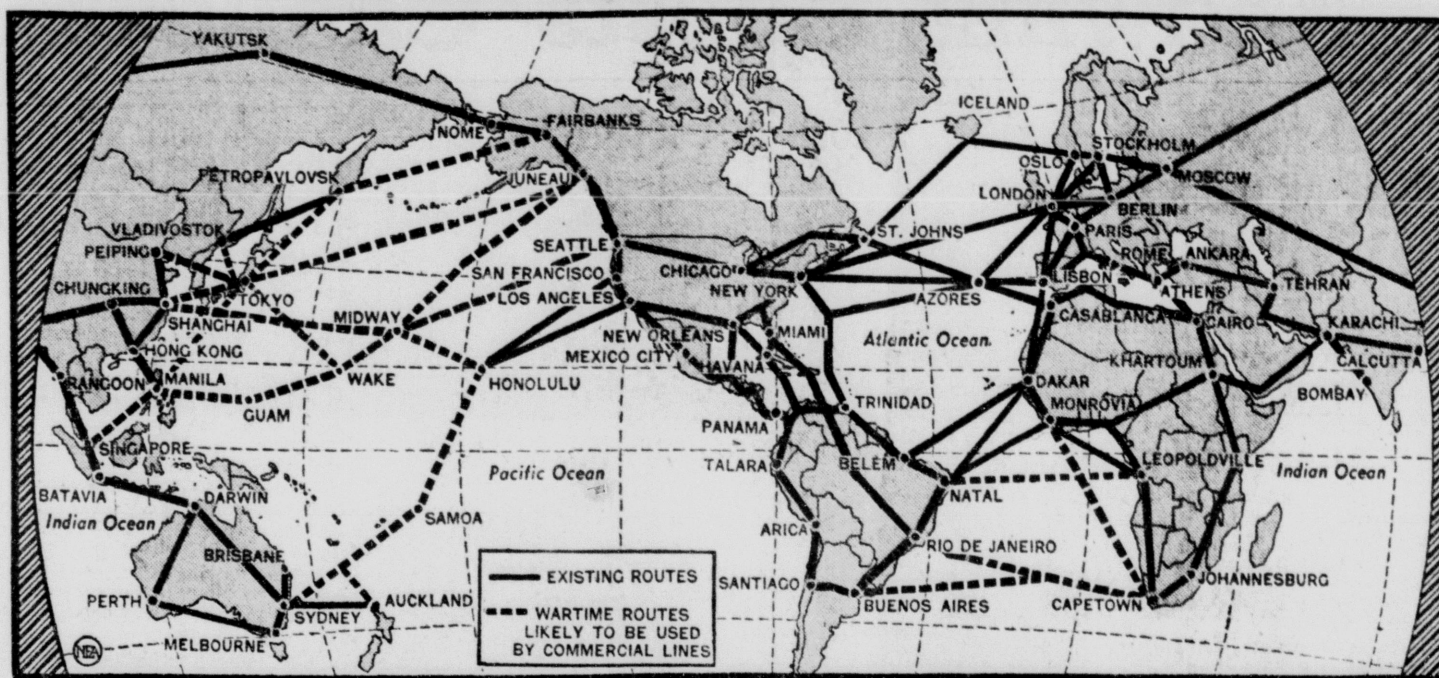 YAKUTSK
ICELAND
NOME
FAIRBANKS
OSLO
STOCKHOLM
MOSCOW
PETROPAVLOVSK
JUNEAU
LONDON
BERLIN
VLADIVOSTOK
PARIS
PEIPING
SEATTLE
ST. JOHNS
ROME
ANKARA
SAN FRANCISCO
CHICAGO
NEW YORK
AZORES
LISBON
ATHENS
TEHRAN
CHUNGKING
TOKYO
LOS ANGELES
SHANGHAI
MIDWAY
CASABLANCA
CAIRO
KARACHI
NEW ORLEANS
MIAMI
Atlantic Ocean
HONG KONG
MEXICO CITY
HAVANA
KHARTOUM
CALCUTTA
RANGOON
MANILA
WAKE
HONOLULU
DAKAR
BOMBAY
GUAM
TRINIDAD
MONROVIA
PANAMA
SINGAPORE
Pacific Ocean
TALARA
BELEM
LEOPOLDVILLE
Indian Ocean
BATAVIA
DARWIN
NATAL
Indian Ocean
SAMOA
ARICA
BRISBANE
RIO DE JANEIRO
EXISTING ROUTES
SANTIAGO
JOHANNESBURG
PERTH
SYDNEY
AUCKLAND
WARTIME ROUTES
LIKELY TO BE USED
BY COMMERCIAL LINES
BUENOS AIRES
CAPETOWN
MELBOURNE
NEA